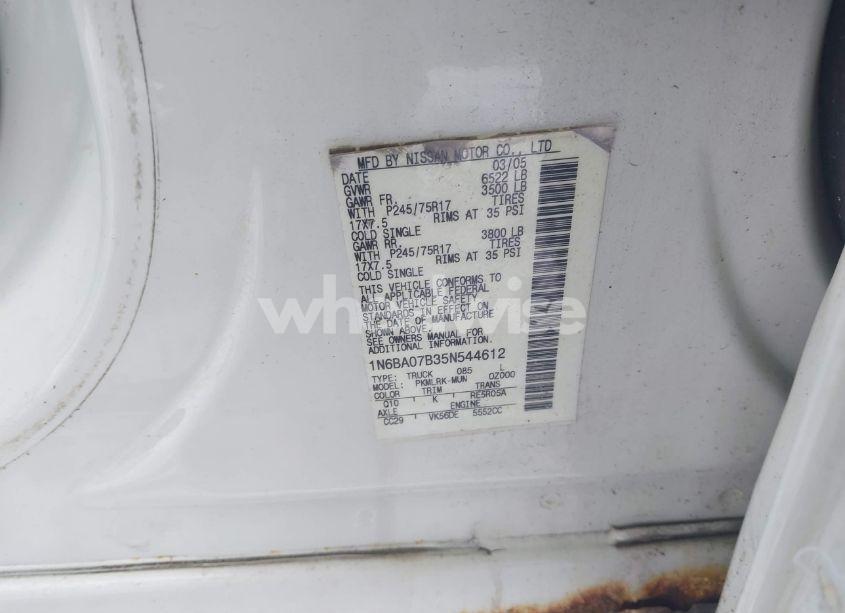 MFD BY NISSAN MOTOR CO., LTD
DATE 03/05
GVWR 6522 LB
GAWR FR. 3500 LB
WITH P245/75R17 TIRES
17X7.5 RIMS AT 35 PSI
COLD SINGLE
GAWR RR. 3800 LB
WITH P245/75R17 TIRES
17X7.5 RIMS AT 35 PSI
COLD SINGLE
THIS VEHICLE CONFORMS TO
ALL APPLICABLE FEDERAL
MOTOR VEHICLE SAFETY
STANDARDS IN EFFECT ON
THE DATE OF MANUFACTURE
SHOWN ABOVE.
SEE OWNERS MANUAL FOR
ADDITIONAL INFORMATION.
1N6BA07B35N544612
TYPE: TRUCK 085 L
MODEL: PKMLRK-MUN 0Z000
COLOR TRIM TRANS
Q10 K RE5R05A
AXLE ENGINE
CC29 VK56DE 5552CC